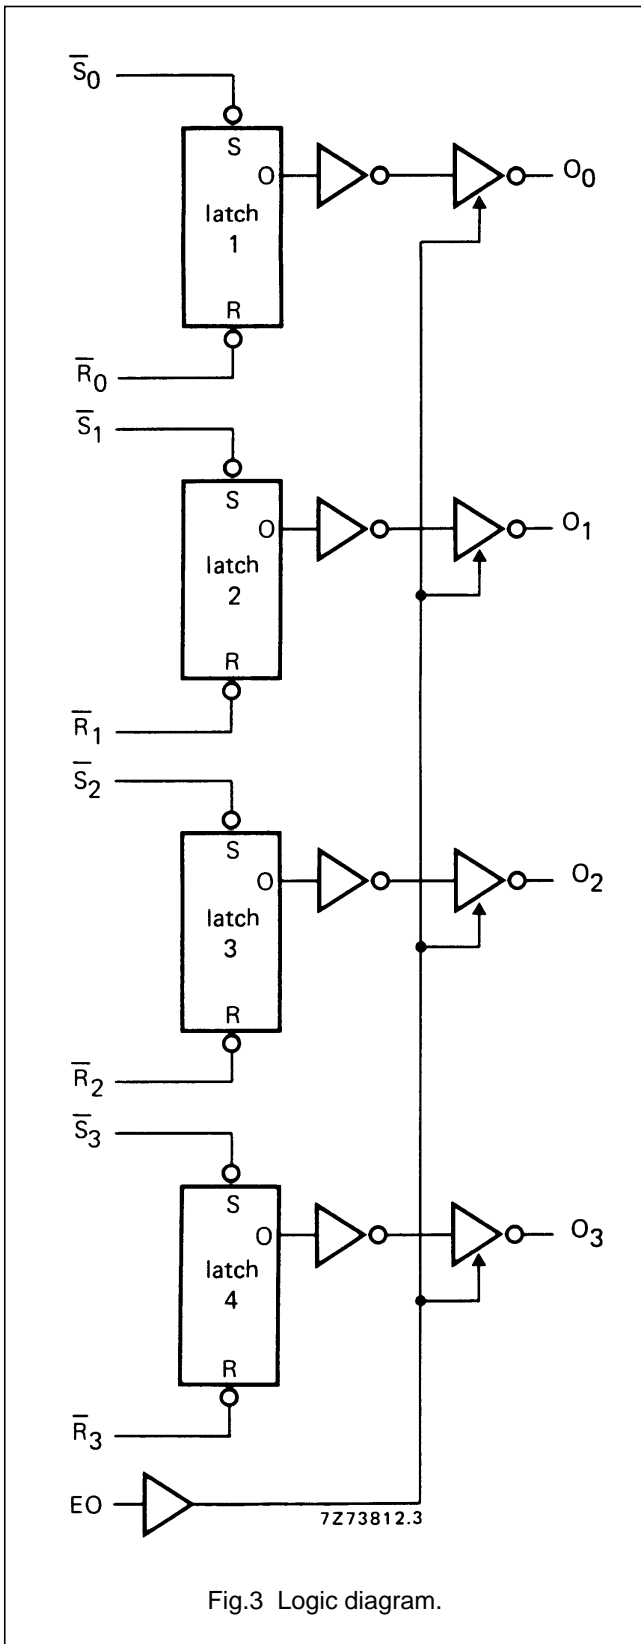 S̅0
S
O
latch
1
R
R̅0
O0
S̅1
S
O
latch
2
R
R̅1
O1
S̅2
S
O
latch
3
R
R̅2
O2
S̅3
S
O
latch
4
R
R̅3
O3
EO
7Z73812.3
Fig.3 Logic diagram.